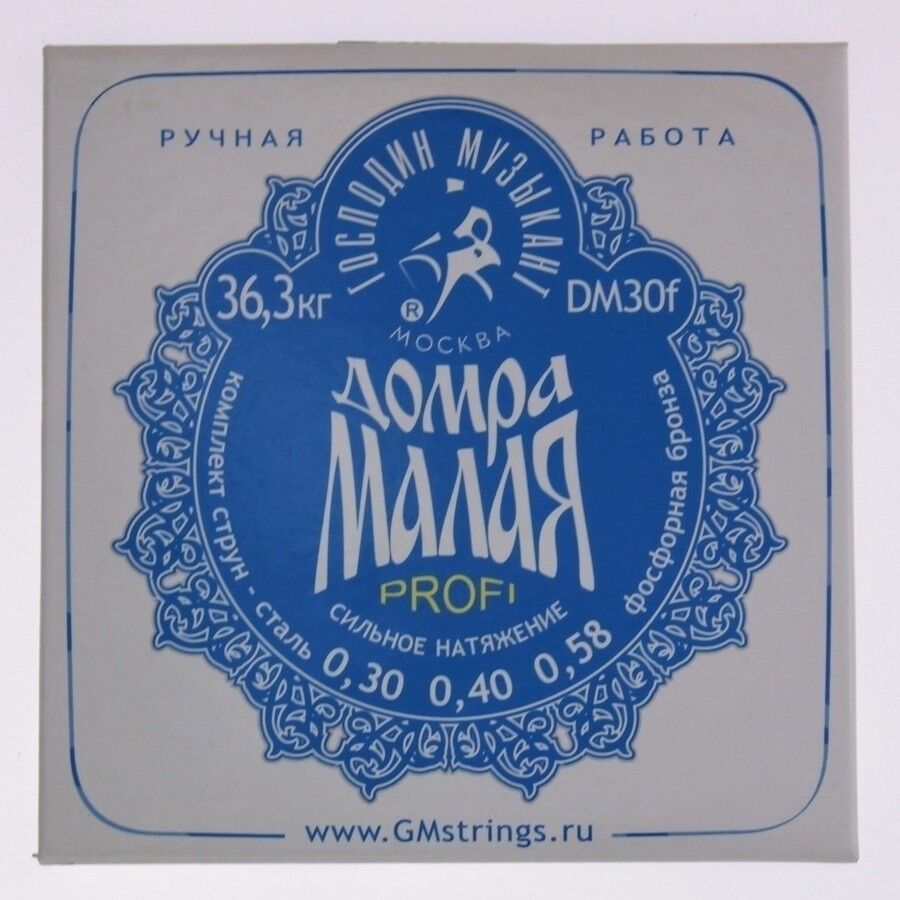 РУЧНАЯ РАБОТА
ГОСПОДИН МУЗЫКАНТ
36,3кг
DM30f
®
МОСКВА
ДОМРА
МАЛАЯ
PROFI
СИЛЬНОЕ НАТЯЖЕНИЕ
комплект струн - сталь 0,30 0,40 0,58 фосфорная бронза
www.GMstrings.ru